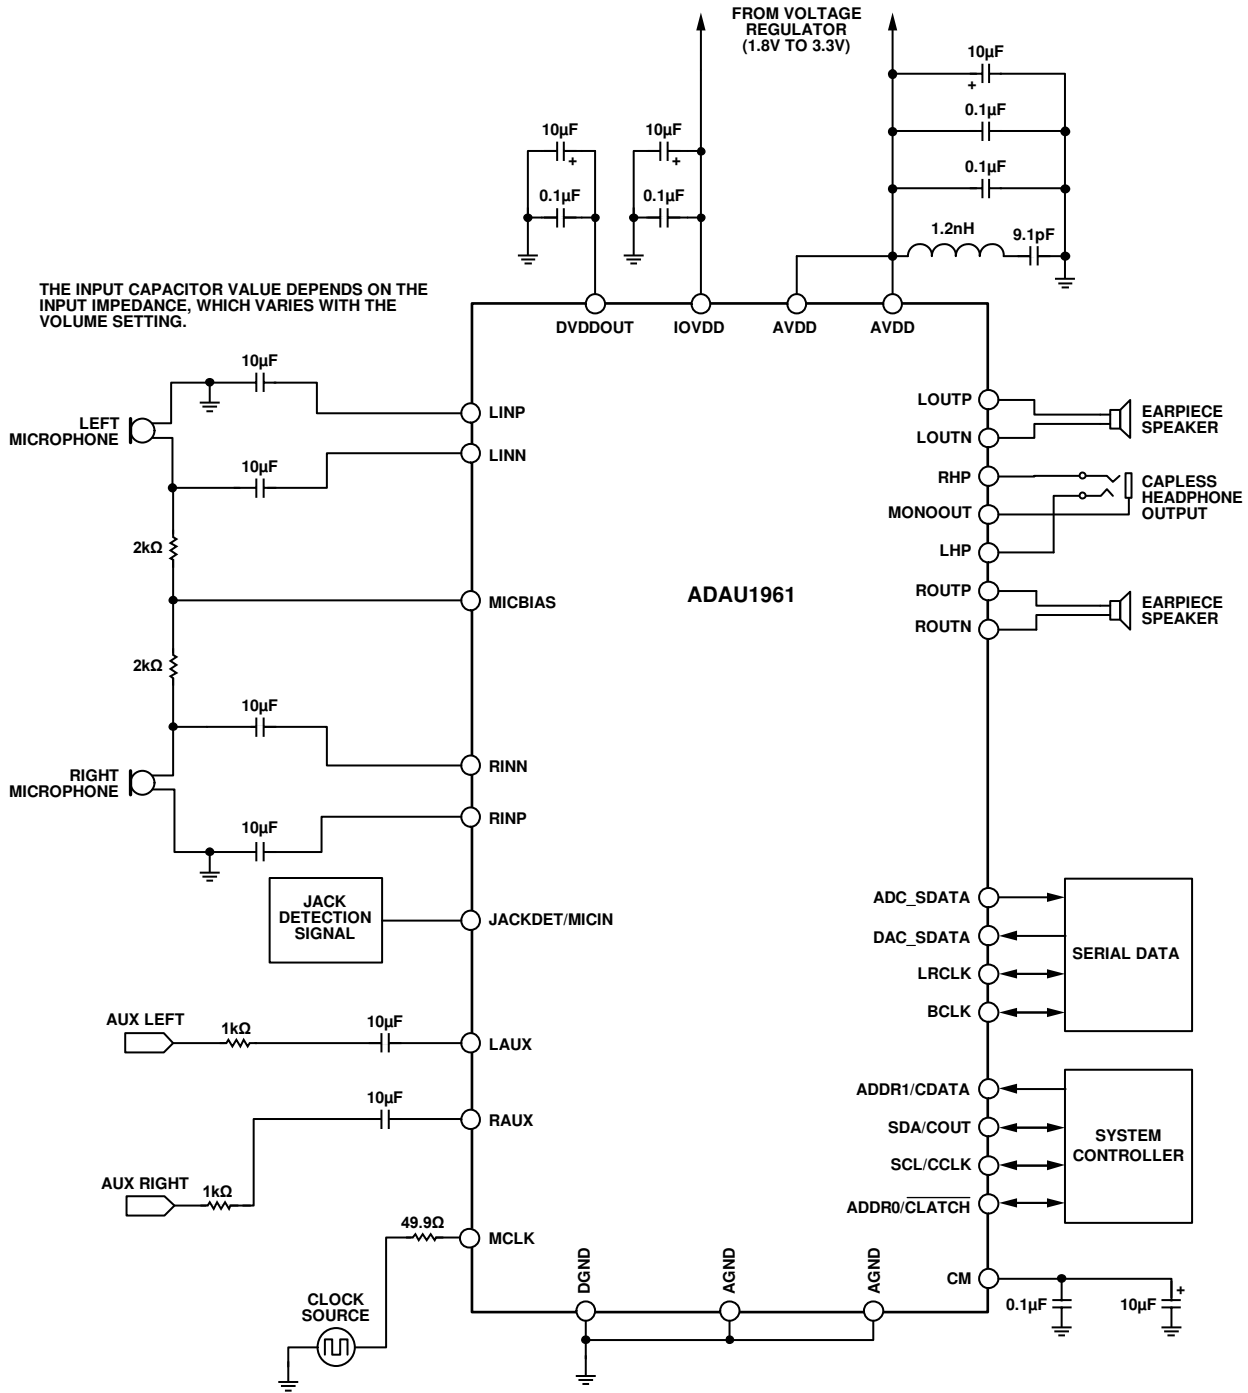 FROM VOLTAGE
REGULATOR
(1.8V TO 3.3V)
10µF
+
0.1µF
0.1µF
1.2nH
9.1pF
10µF
+
0.1µF
10µF
+
0.1µF
THE INPUT CAPACITOR VALUE DEPENDS ON THE
INPUT IMPEDANCE, WHICH VARIES WITH THE
VOLUME SETTING.
DVDDOUT
IOVDD
AVDD
AVDD
10µF
LINP
LEFT
MICROPHONE
LINN
10µF
2kΩ
MICBIAS
2kΩ
10µF
RINN
RIGHT
MICROPHONE
RINP
10µF
JACK
DETECTION
SIGNAL
JACKDET/MICIN
AUX LEFT
1kΩ
10µF
LAUX
10µF
RAUX
AUX RIGHT
1kΩ
49.9Ω
MCLK
CLOCK
SOURCE
ADAU1961
LOUTP
LOUTN
EARPIECE
SPEAKER
RHP
MONOOUT
LHP
CAPLESS
HEADPHONE
OUTPUT
ROUTP
ROUTN
EARPIECE
SPEAKER
ADC_SDATA
DAC_SDATA
LRCLK
BCLK
SERIAL DATA
ADDR1/CDATA
SDA/COUT
SCL/CCLK
ADDR0/CLATCH
SYSTEM
CONTROLLER
DGND
AGND
AGND
CM
0.1µF
10µF
+